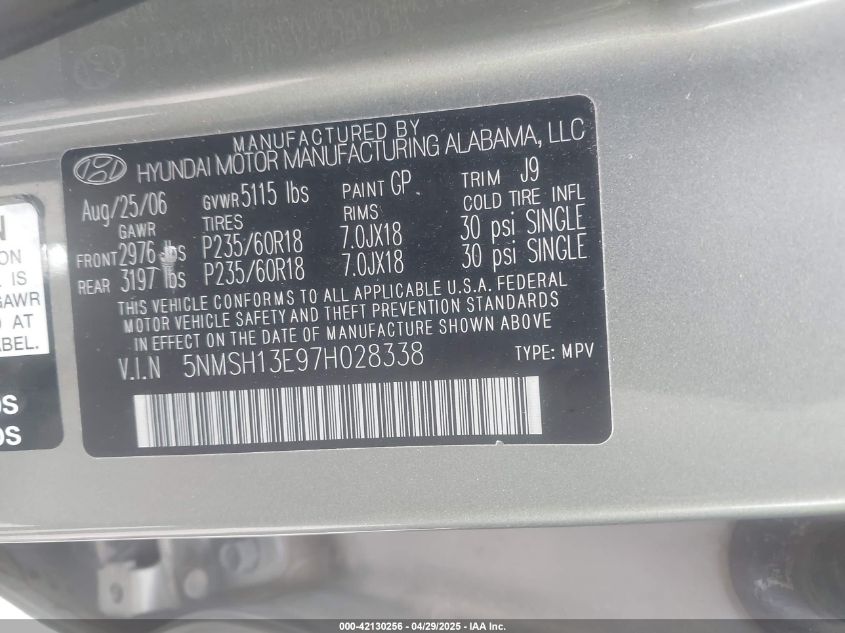 MANUFACTURED BY
HYUNDAI MOTOR MANUFACTURING ALABAMA, LLC
Aug/25/06 GVWR 5115 lbs PAINT GP TRIM J9
GAWR TIRES RIMS COLD TIRE INFL
FRONT 2976 lbs P235/60R18 7.0JX18 30 psi SINGLE
REAR 3197 lbs P235/60R18 7.0JX18 30 psi SINGLE
THIS VEHICLE CONFORMS TO ALL APPLICABLE U.S.A. FEDERAL
MOTOR VEHICLE SAFETY AND THEFT PREVENTION STANDARDS
IN EFFECT ON THE DATE OF MANUFACTURE SHOWN ABOVE.
V.I.N 5NMSH13E97H028338 TYPE: MPV
N
ON
IS
GAWR
AT
ABEL.
OS
OS
000-42130256 - 04/29/2025 - IAA Inc.